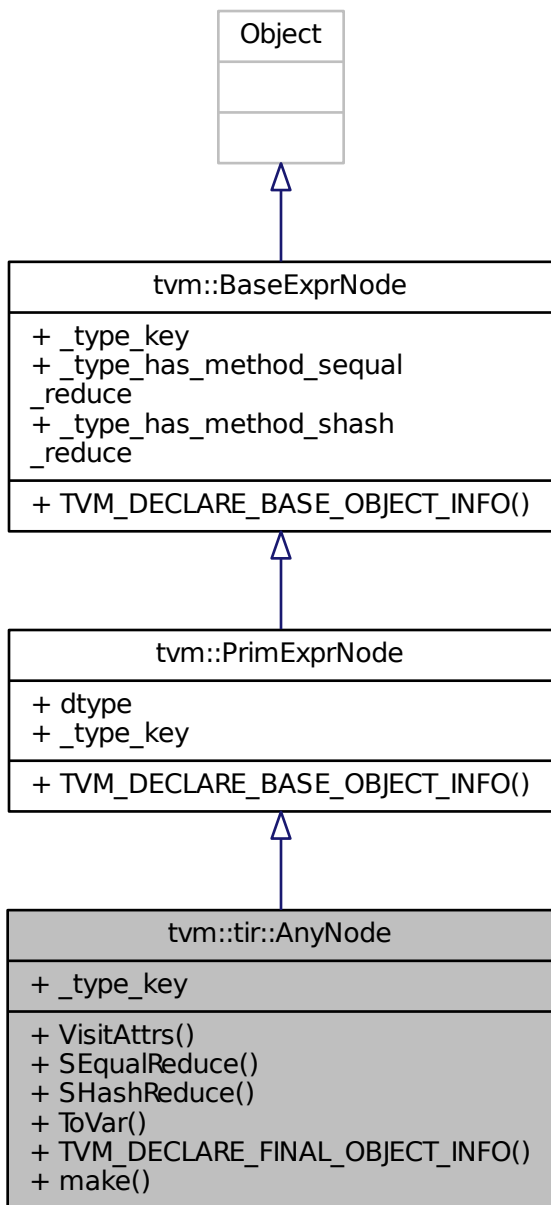 Object
tvm::BaseExprNode
+ _type_key
+ _type_has_method_sequal
_reduce
+ _type_has_method_shash
_reduce
+ TVM_DECLARE_BASE_OBJECT_INFO()
tvm::PrimExprNode
+ dtype
+ _type_key
+ TVM_DECLARE_BASE_OBJECT_INFO()
tvm::tir::AnyNode
+ _type_key
+ VisitAttrs()
+ SEqualReduce()
+ SHashReduce()
+ ToVar()
+ TVM_DECLARE_FINAL_OBJECT_INFO()
+ make()